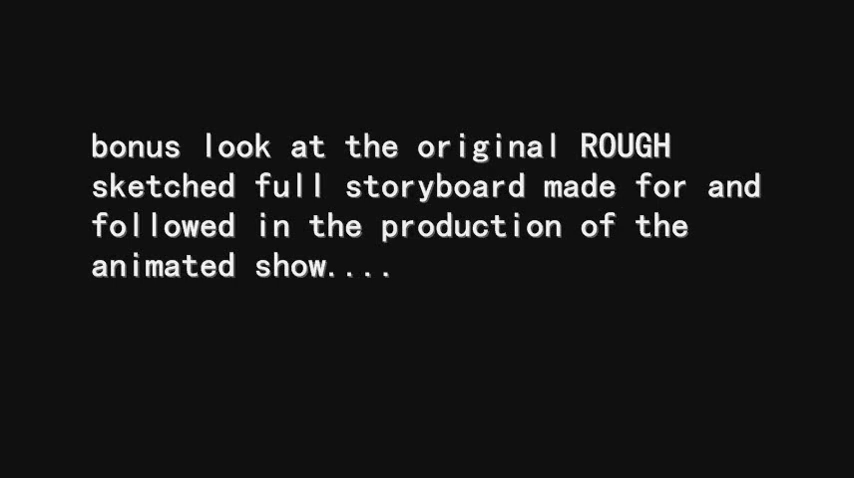 bonus look at the original ROUGH
sketched full storyboard made for and
followed in the production of the
animated show....